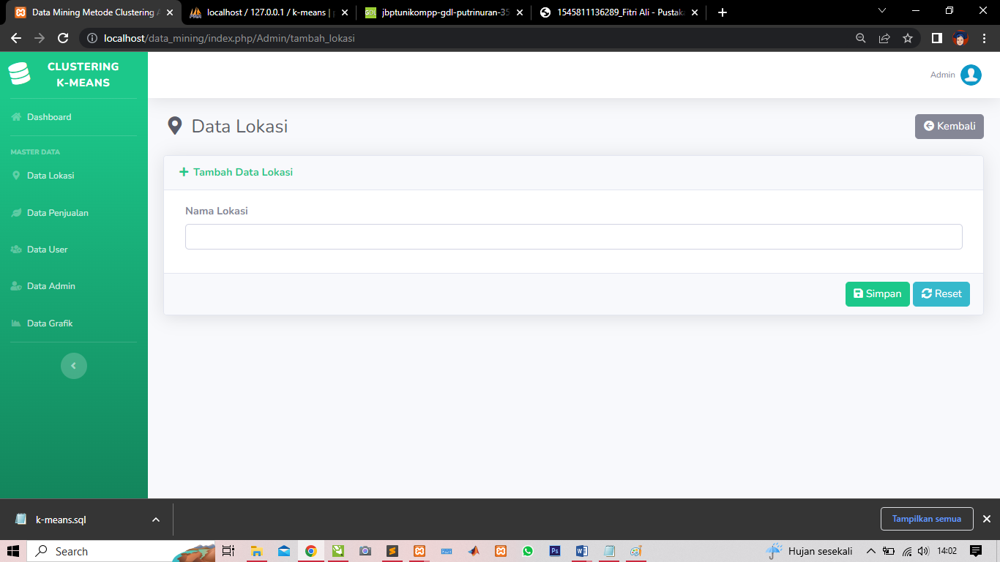 Data Mining Metode Clustering
localhost / 127.0.0.1 / k-means |
jbptunikompp-gdl-putrinuran-35
1545811136289_Fitri Ali - Pustak
localhost/data_mining/index.php/Admin/tambah_lokasi
CLUSTERING
K-MEANS
Admin
Dashboard
Data Lokasi
Kembali
MASTER DATA
Tambah Data Lokasi
Data Lokasi
Data Penjualan
Data User
Data Admin
Data Grafik
Nama Lokasi
Simpan
Reset
k-means.sql
Tampilkan semua
Search
Ps
Hujan sesekali
14:02